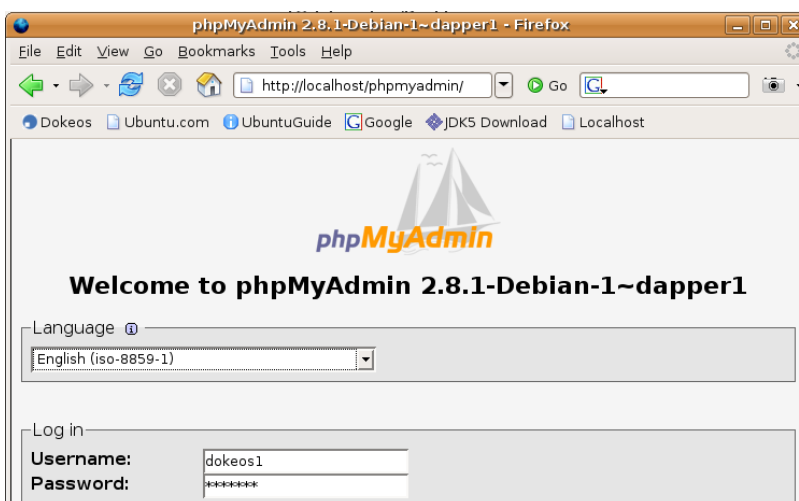 phpMyAdmin 2.8.1-Debian-1~dapper1 - Firefox
File Edit View Go Bookmarks Tools Help
http://localhost/phpmyadmin/ Go G
Dokeos Ubuntu.com UbuntuGuide G Google JDK5 Download Localhost
phpMyAdmin
Welcome to phpMyAdmin 2.8.1-Debian-1~dapper1
Language
English (iso-8859-1)
Log in
Username: dokeos1
Password: *******